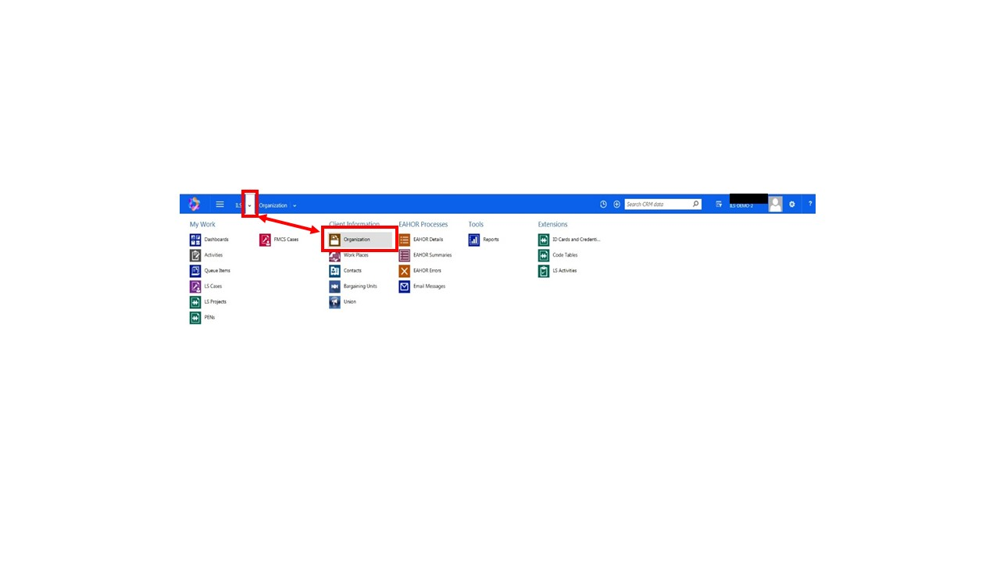 ILS Organization Search CRM data ILS-DEMO-2 ?
My Work Client Information EAHOR Processes Tools Extensions
Dashboards FMCS Cases Organization EAHOR Details Reports ID Cards and Credenti...
Activities Work Places EAHOR Summaries Code Tables
Queue Items Contacts EAHOR Errors LS Activities
LS Cases Bargaining Units Email Messages
LS Projects Union
PENs